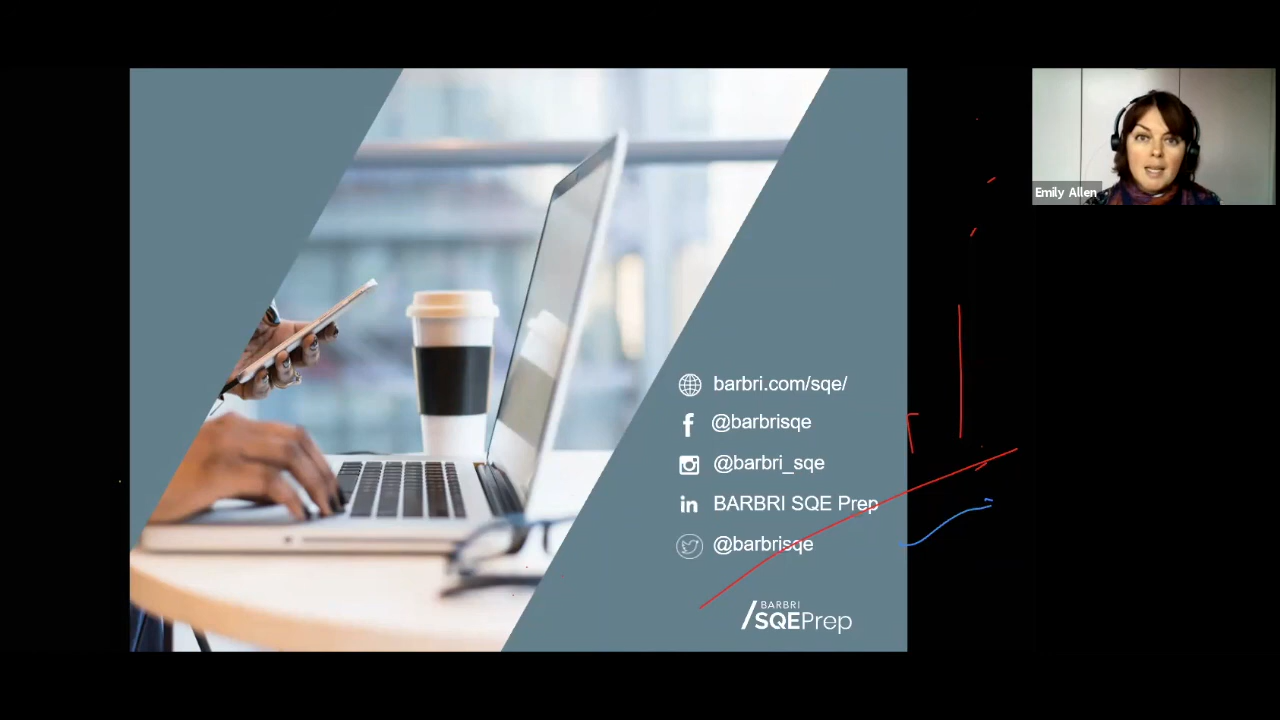 Emily Allen
barbri.com/sqe/
@barbrisqe
@barbri_sqe
BARBRI SQE Prep
@barbrisqe
BARBRI
SQEPrep